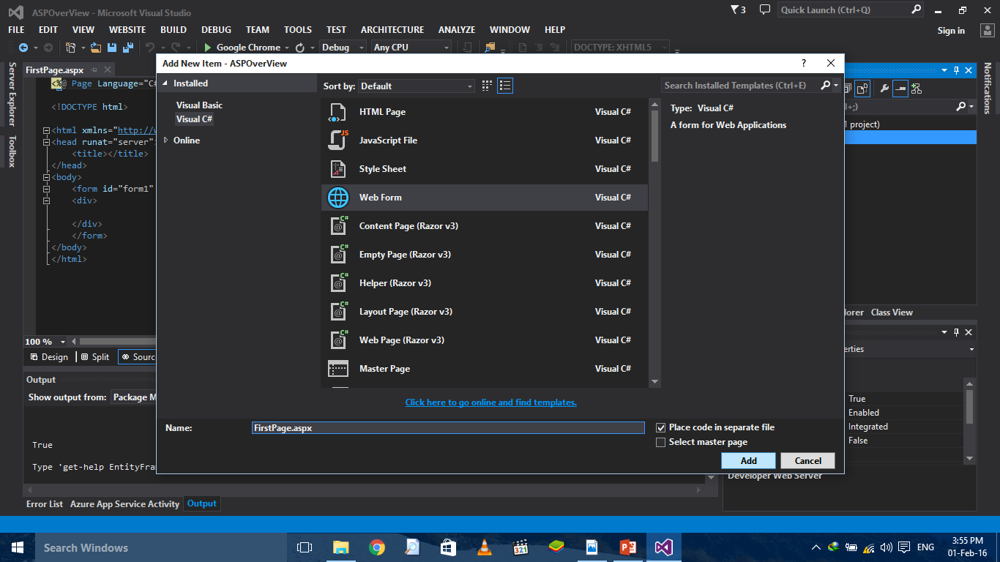 ASPOverView - Microsoft Visual Studio
3
Quick Launch (Ctrl+Q)
FILE EDIT VIEW WEBSITE BUILD DEBUG TEAM TOOLS TEST ARCHITECTURE ANALYZE WINDOW HELP
Sign in
Google Chrome Debug Any CPU DOCTYPE: XHTML5
Server Explorer
Toolbox
FirstPage.aspx
<%@ Page Language="C#
<!DOCTYPE html>
<html xmlns="http://w
<head runat="server"
<title></title>
</head>
<body>
<form id="form1"
<div>
</div>
</form>
</body>
</html>
100 %
Design Split Sourc
Output
Show output from: Package M
True
Type 'get-help EntityFra
Error List Azure App Service Activity Output
Add New Item - ASPOverView
?
Installed
Visual Basic
Visual C#
Online
Sort by: Default
Search Installed Templates (Ctrl+E)
HTML Page Visual C#
JS
JavaScript File Visual C#
Style Sheet Visual C#
Web Form Visual C#
C#
@
Content Page (Razor v3) Visual C#
C#
@
Empty Page (Razor v3) Visual C#
C#
@
Helper (Razor v3) Visual C#
C#
@
Layout Page (Razor v3) Visual C#
C#
@
Web Page (Razor v3) Visual C#
Master Page Visual C#
Type: Visual C#
A form for Web Applications
Click here to go online and find templates.
Name: FirstPage.aspx
Place code in separate file
Select master page
Add Cancel
Notifications
+;)
1 project)
lorer Class View
erties
True
Enabled
Integrated
False
Developer Web Server
Search Windows
321
ENG
3:55 PM
01-Feb-16